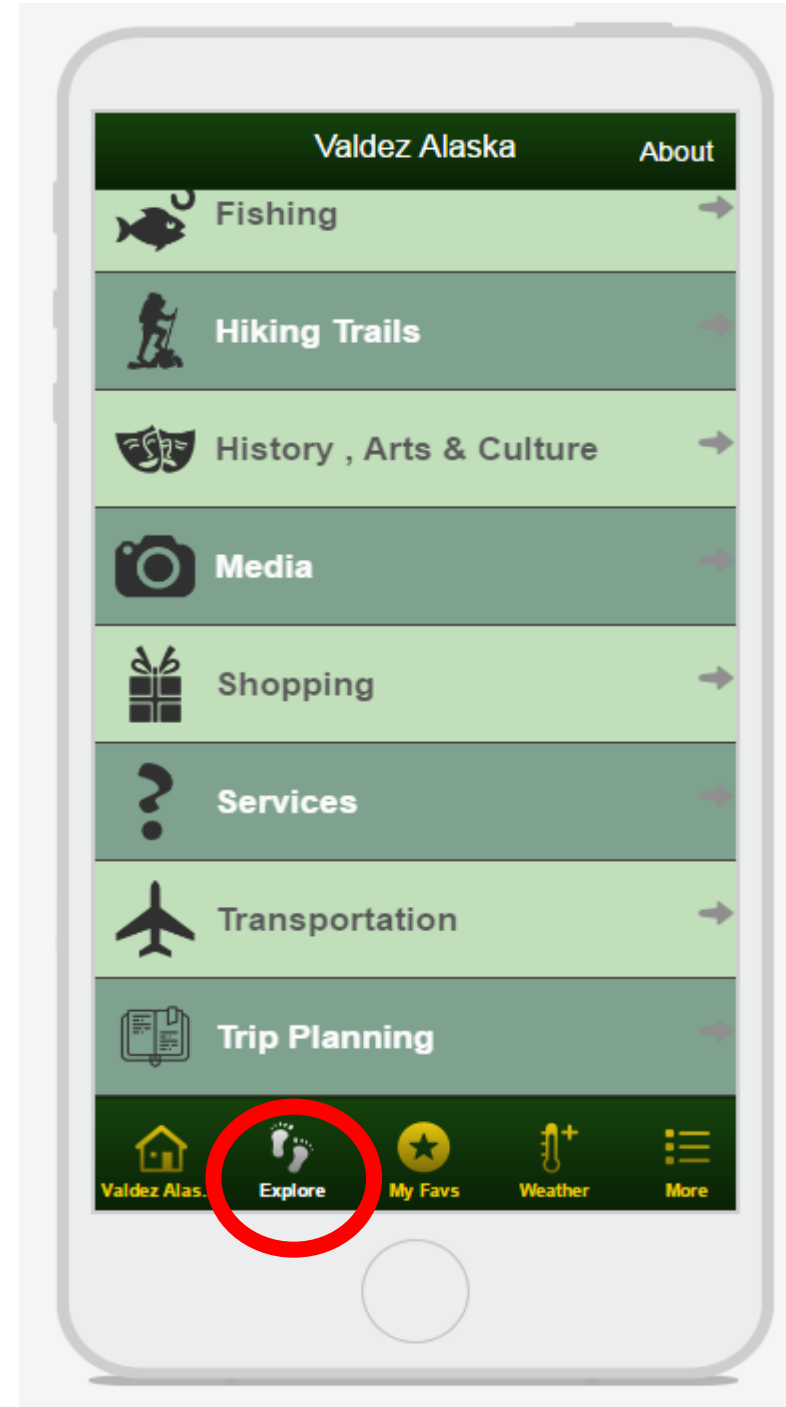 Valdez Alaska About
Fishing
Hiking Trails
History , Arts & Culture
Media
Shopping
Services
Transportation
Trip Planning
Valdez Alas. Explore My Favs Weather More